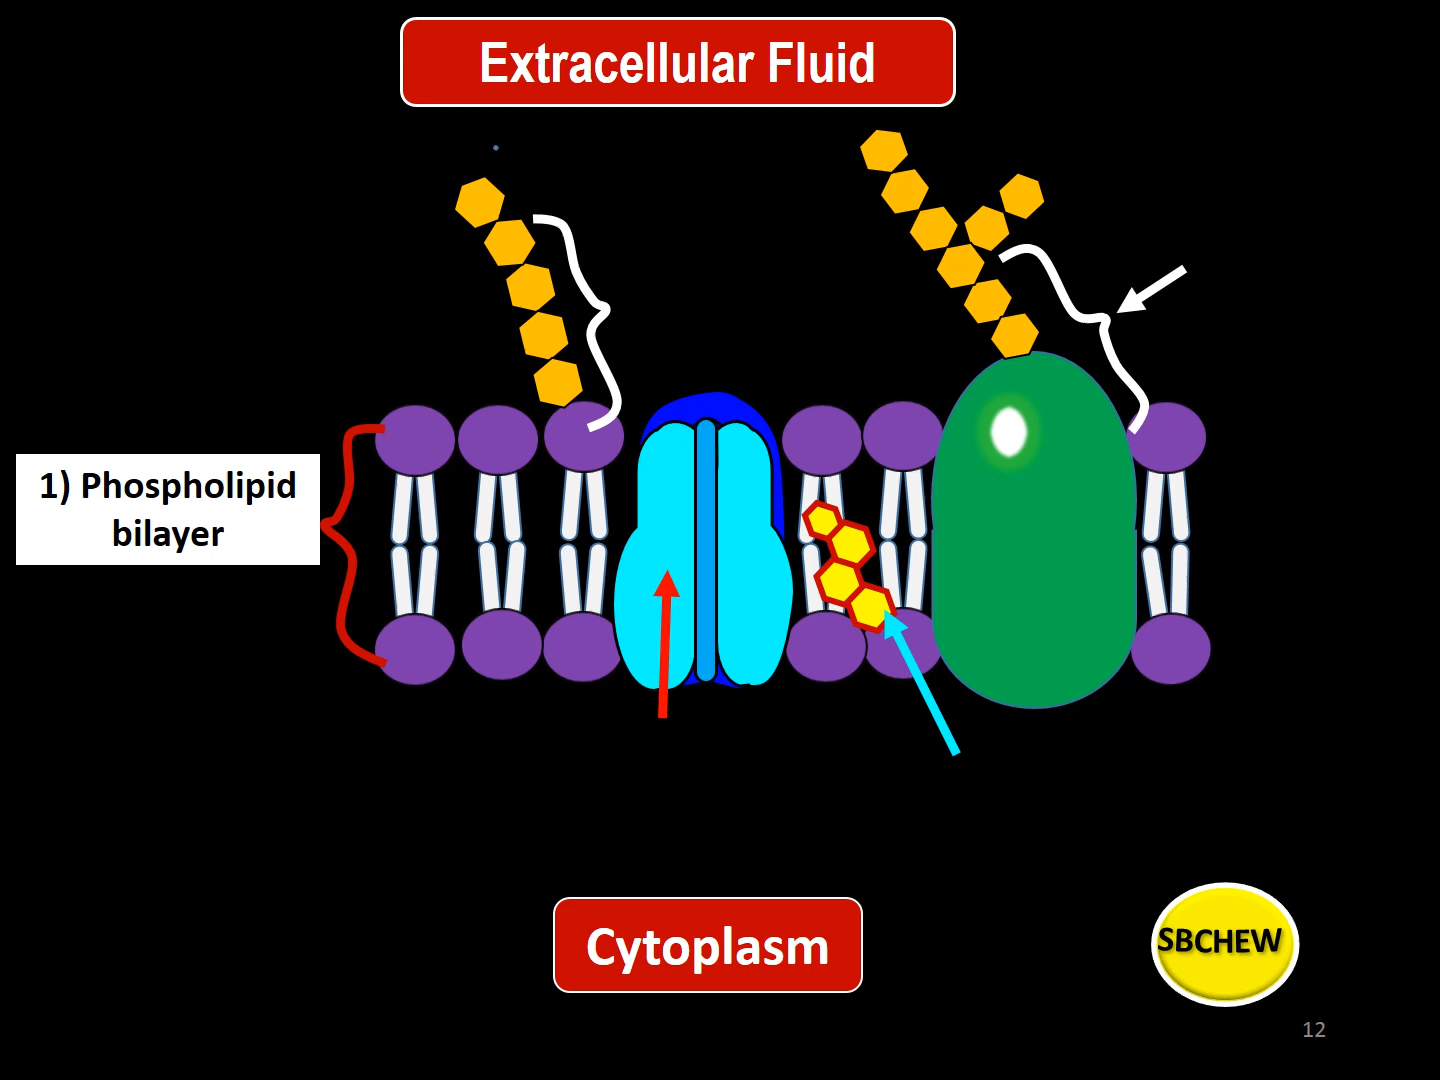 Extracellular Fluid
1) Phospholipid
bilayer
Cytoplasm
SBCHEW
12